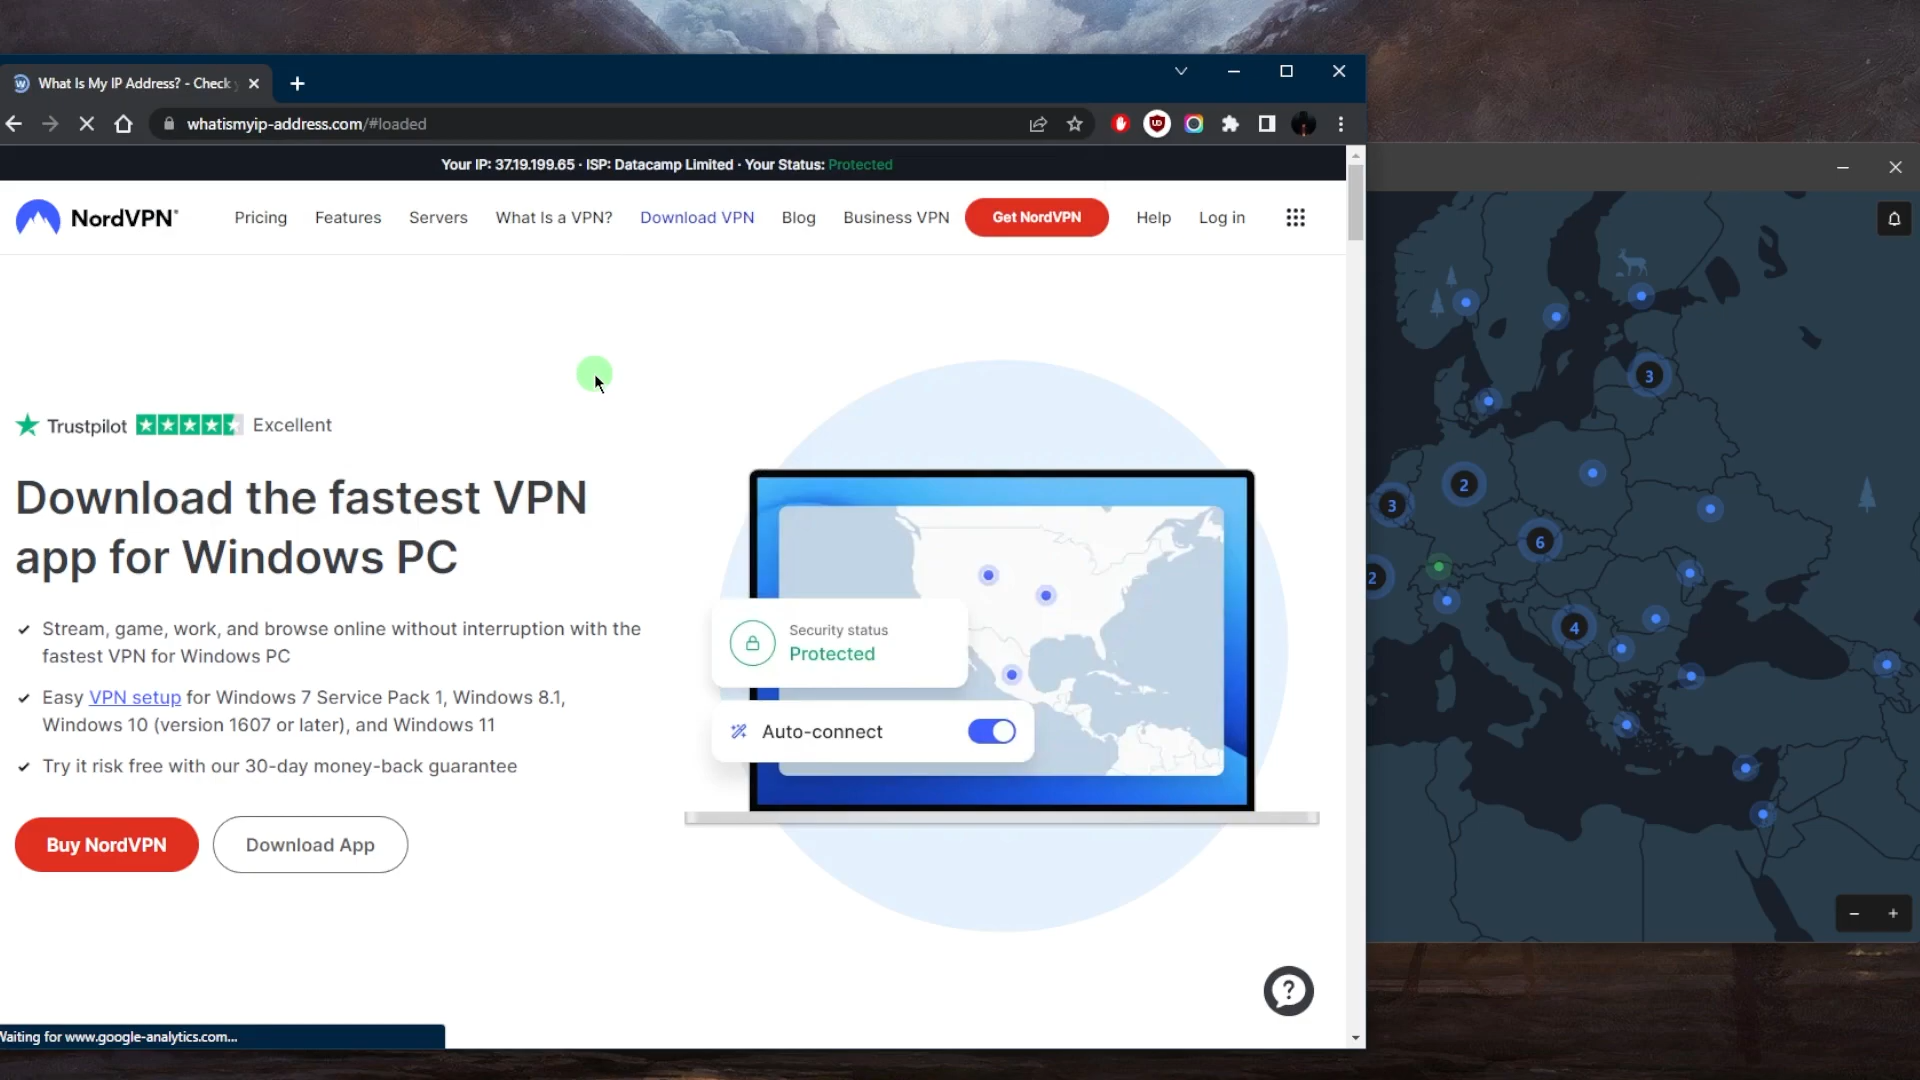 What Is My IP Address? - Check
whatismyip-address.com/#loaded
Your IP: 37.19.199.65 · ISP: Datacamp Limited · Your Status: Protected
NordVPN®
Pricing
Features
Servers
What Is a VPN?
Download VPN
Blog
Business VPN
Get NordVPN
Help
Log in
Trustpilot
Excellent
Download the fastest VPN
app for Windows PC
Stream, game, work, and browse online without interruption with the
fastest VPN for Windows PC
Easy VPN setup for Windows 7 Service Pack 1, Windows 8.1,
Windows 10 (version 1607 or later), and Windows 11
Try it risk free with our 30-day money-back guarantee
Buy NordVPN
Download App
Security status
Protected
Auto-connect
3
2
3
6
2
4
Waiting for www.google-analytics.com...